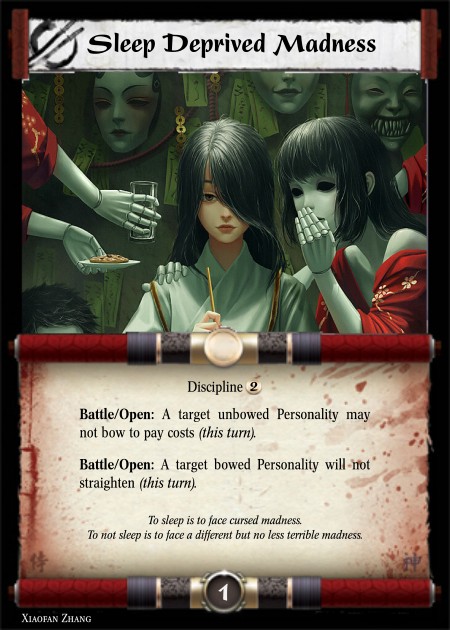 Sleep Deprived Madness
Discipline 2
Battle/Open: A target unbowed Personality may
not bow to pay costs (this turn).
Battle/Open: A target bowed Personality will not
straighten (this turn).
To sleep is to face cursed madness.
To not sleep is to face a different but no less terrible madness.
侍
神
1
Xiaofan Zhang